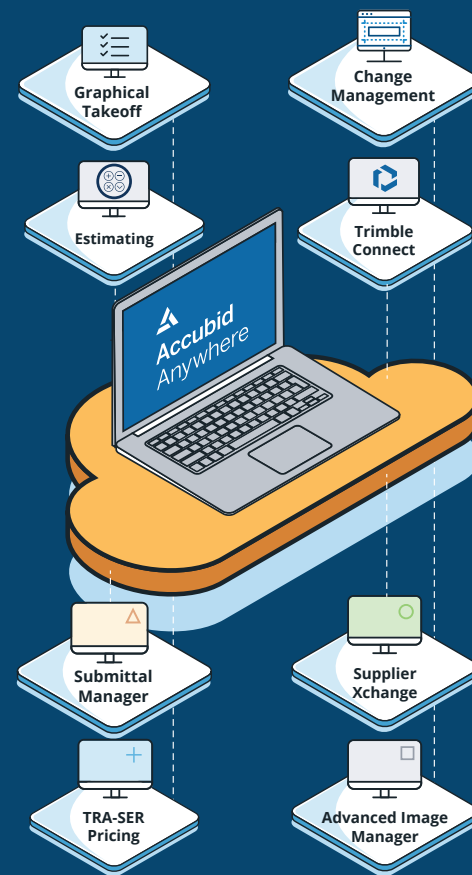 Graphical
Takeoff
Change
Management
Estimating
Trimble
Connect
Accubid
Anywhere
Submittal
Manager
Supplier
Xchange
TRA-SER
Pricing
Advanced Image
Manager